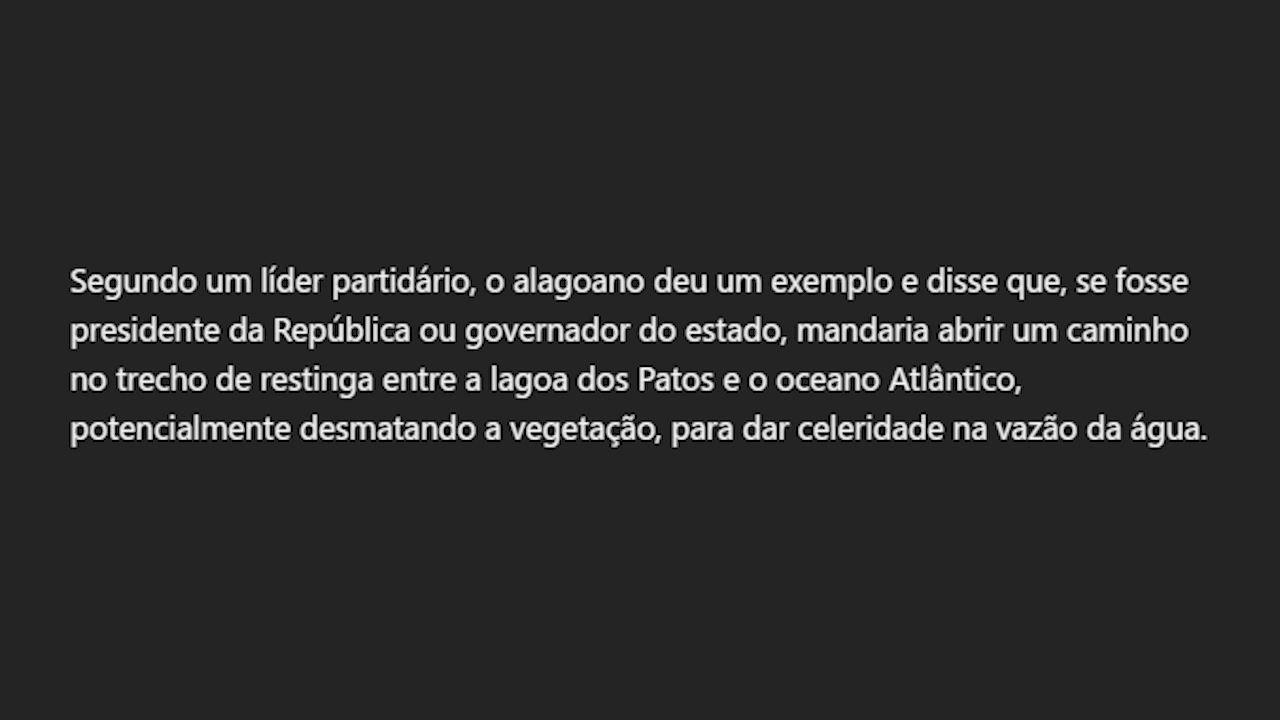 Segundo um líder partidário, o alagoano deu um exemplo e disse que, se fosse
presidente da República ou governador do estado, mandaria abrir um caminho
no trecho de restinga entre a lagoa dos Patos e o oceano Atlântico,
potencialmente desmatando a vegetação, para dar celeridade na vazão da água.